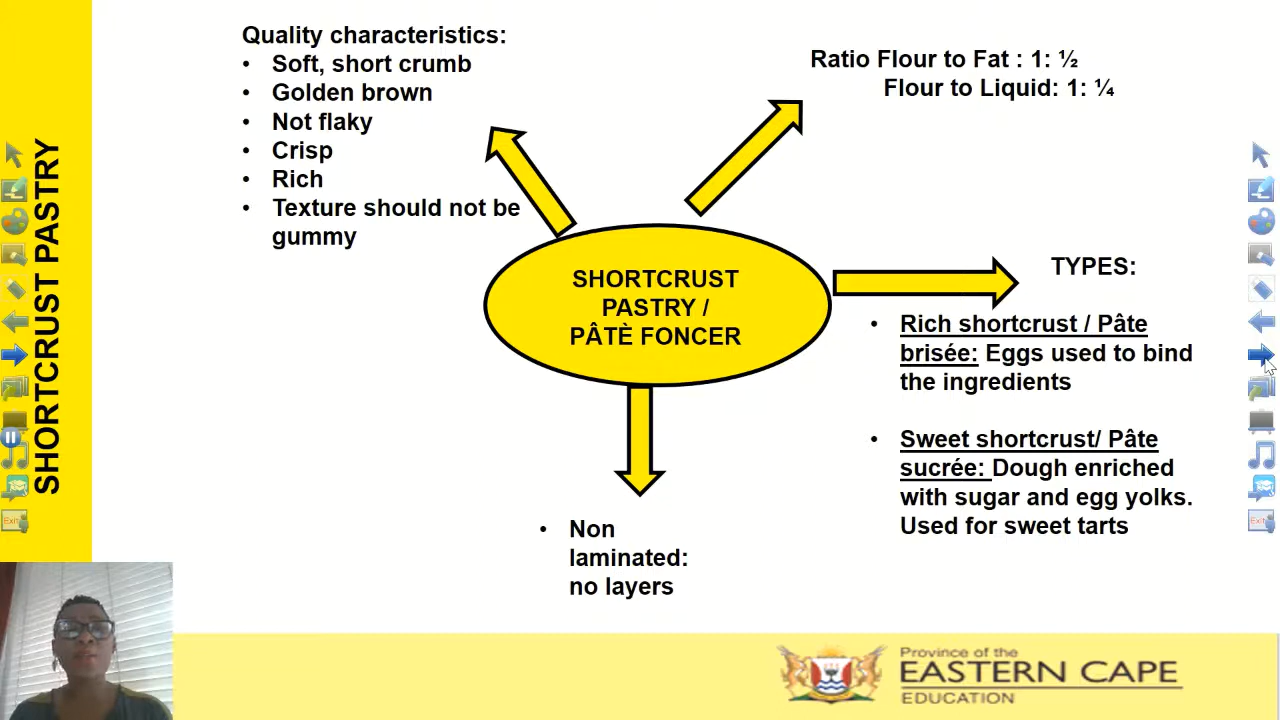 SHORTCRUST PASTRY
Quality characteristics:
• Soft, short crumb
• Golden brown
• Not flaky
• Crisp
• Rich
• Texture should not be
gummy
Ratio Flour to Fat : 1: ½
Flour to Liquid: 1: ¼
SHORTCRUST
PASTRY /
PÂTÈ FONCER
TYPES:
• Rich shortcrust / Pâte
brisée: Eggs used to bind
the ingredients
• Sweet shortcrust/ Pâte
sucrée: Dough enriched
with sugar and egg yolks.
Used for sweet tarts
• Non
laminated:
no layers
Exit
Exit
Province of the
EASTERN CAPE
EDUCATION